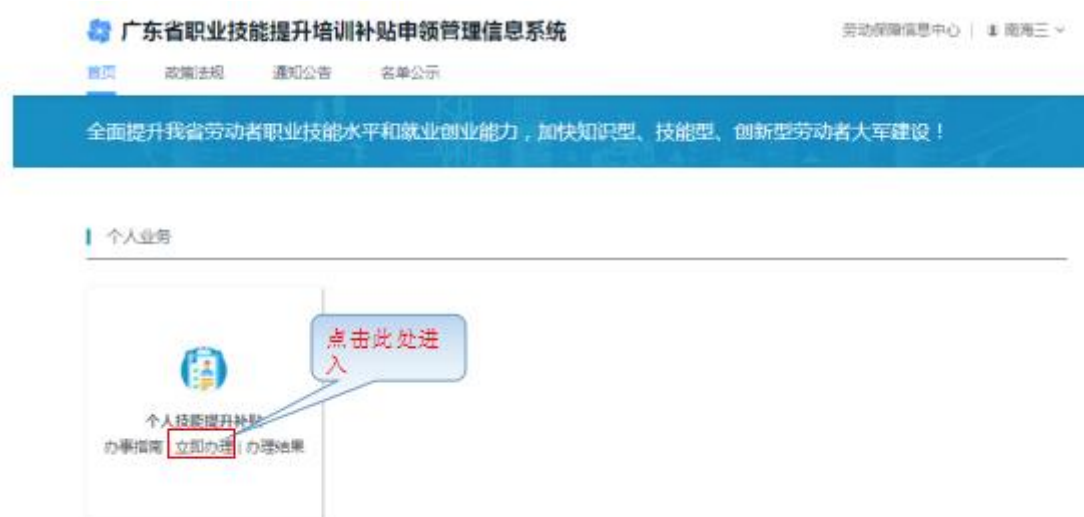 广东省职业技能提升培训补贴申领管理信息系统
劳动保障信息中心 | 南海三
首页 政策法规 通知公告 名单公示
全面提升我省劳动者职业技能水平和就业创业能力，加快知识型、技能型、创新型劳动者大军建设！
个人业务
点击此处进
入
个人技能提升补贴
办事指南 立即办理 | 办理结果